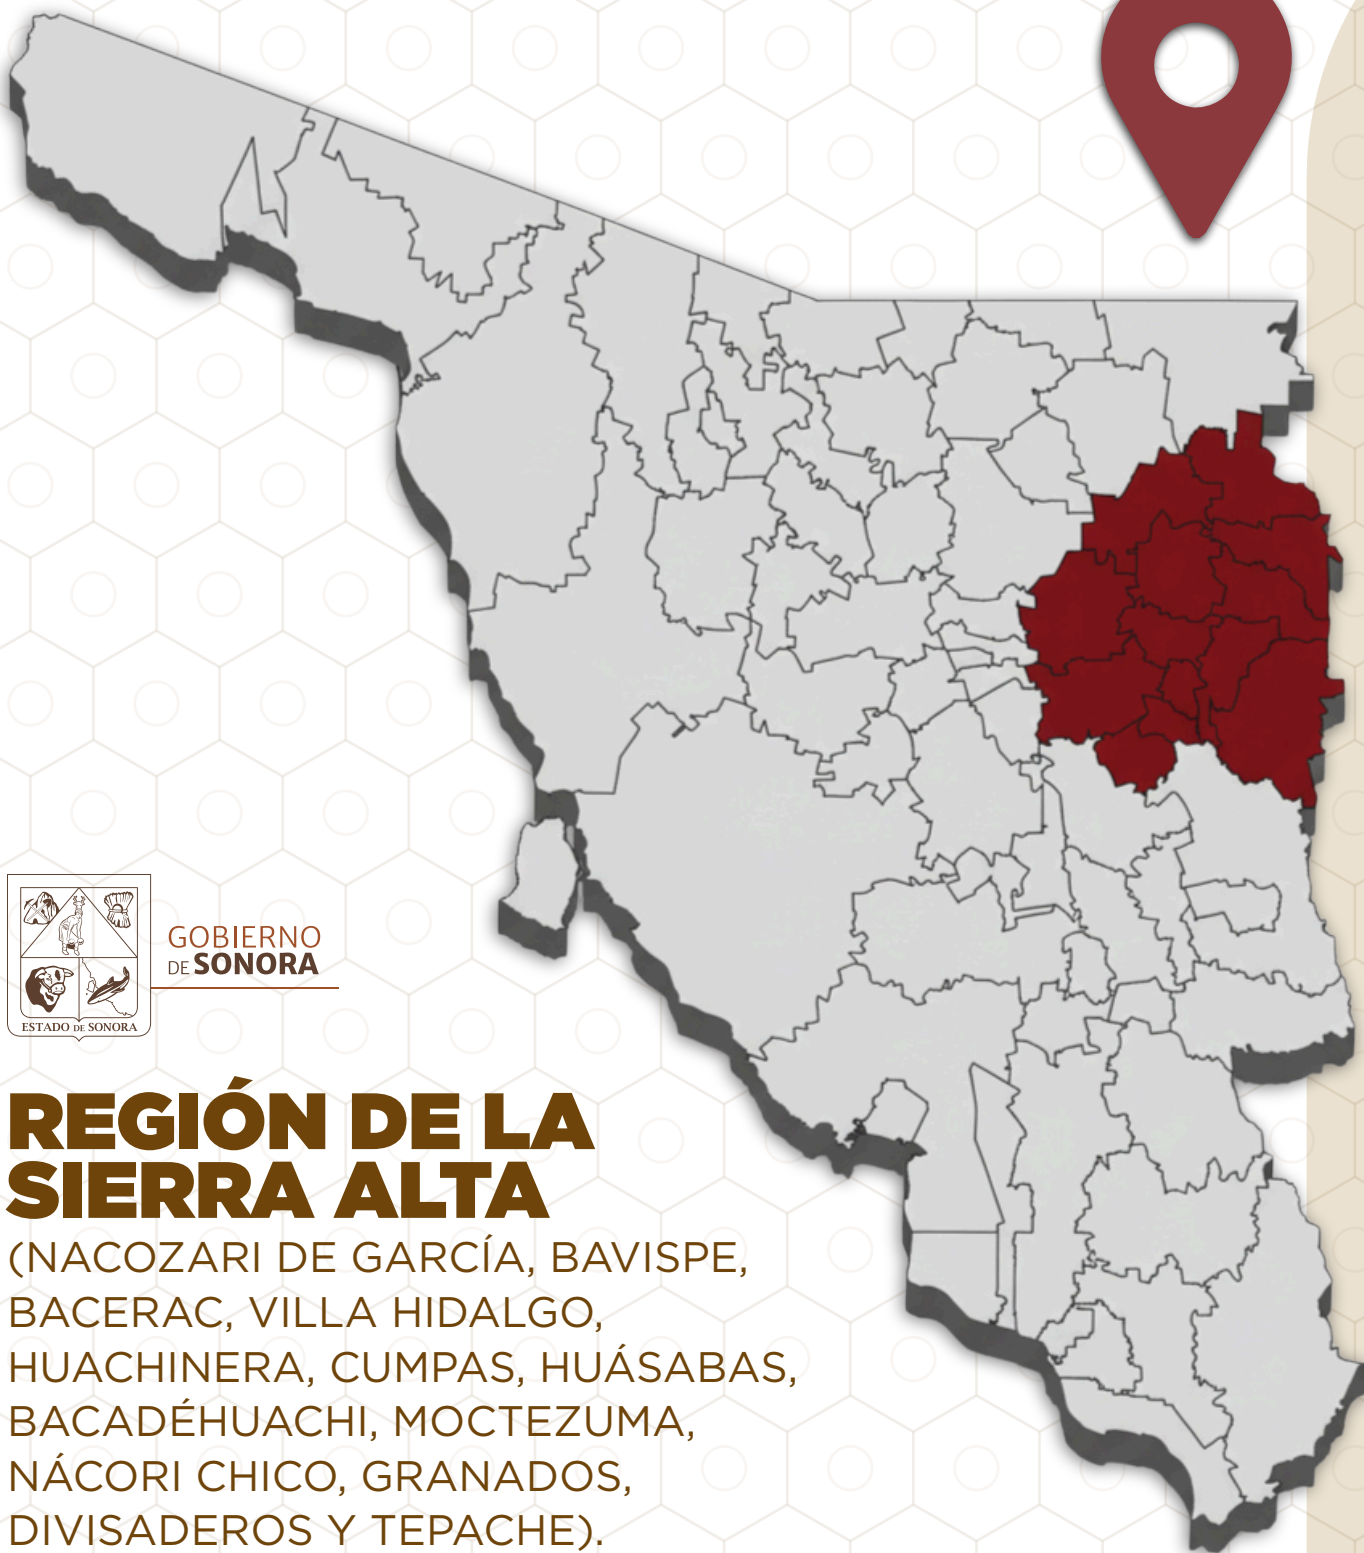 GOBIERNO
DE SONORA
ESTADO DE SONORA
REGIÓN DE LA
SIERRA ALTA
(NACOZARI DE GARCÍA, BAVISPE,
BACERAC, VILLA HIDALGO,
HUACHINERA, CUMPAS, HUÁSABAS,
BACADÉHUACHI, MOCTEZUMA,
NÁCORI CHICO, GRANADOS,
DIVISADEROS Y TEPACHE).